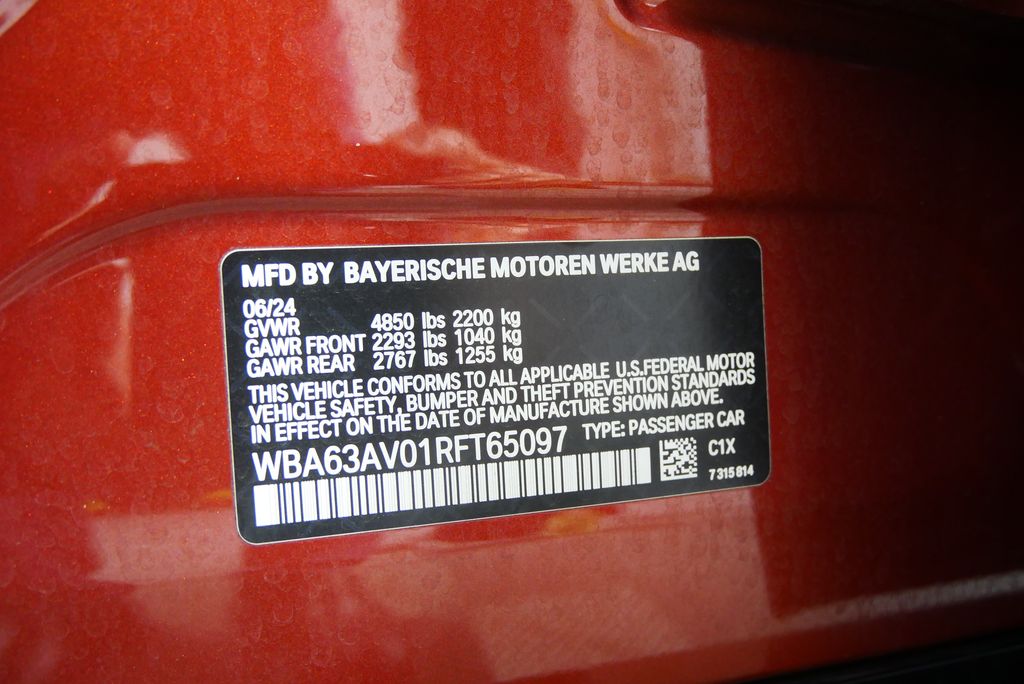 MFD BY BAYERISCHE MOTOREN WERKE AG
06/24
GVWR 4850 lbs 2200 kg
GAWR FRONT 2293 lbs 1040 kg
GAWR REAR 2767 lbs 1255 kg
THIS VEHICLE CONFORMS TO ALL APPLICABLE U.S.FEDERAL MOTOR
VEHICLE SAFETY, BUMPER AND THEFT PREVENTION STANDARDS
IN EFFECT ON THE DATE OF MANUFACTURE SHOWN ABOVE.
WBA63AV01RFT65097 TYPE: PASSENGER CAR
C1X
7 315 814